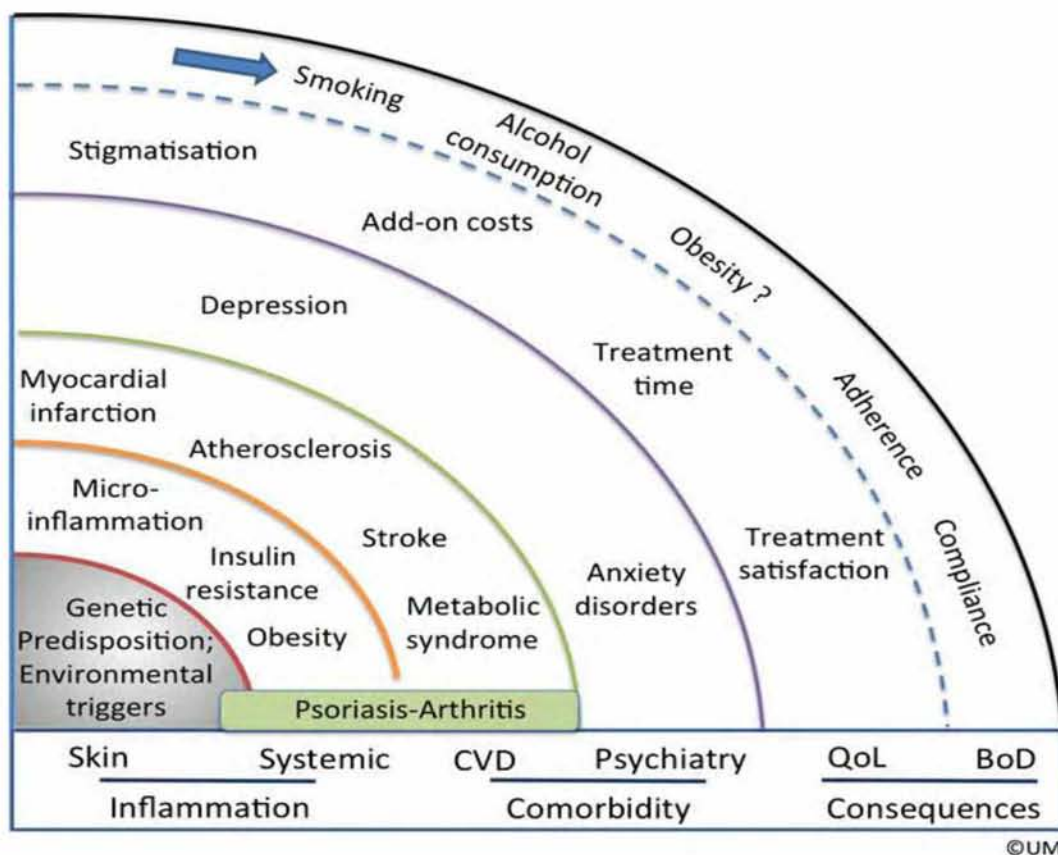 Smoking
Alcohol
consumption
Obesity ?
Adherence
Compliance
Stigmatisation
Add-on costs
Treatment
time
Treatment
satisfaction
Depression
Anxiety
disorders
Myocardial
infarction
Atherosclerosis
Stroke
Metabolic
syndrome
Micro-
inflammation
Insulin
resistance
Obesity
Genetic
Predisposition;
Environmental
triggers
Psoriasis-Arthritis
Skin Systemic CVD Psychiatry QoL BoD
Inflammation Comorbidity Consequences
©UM